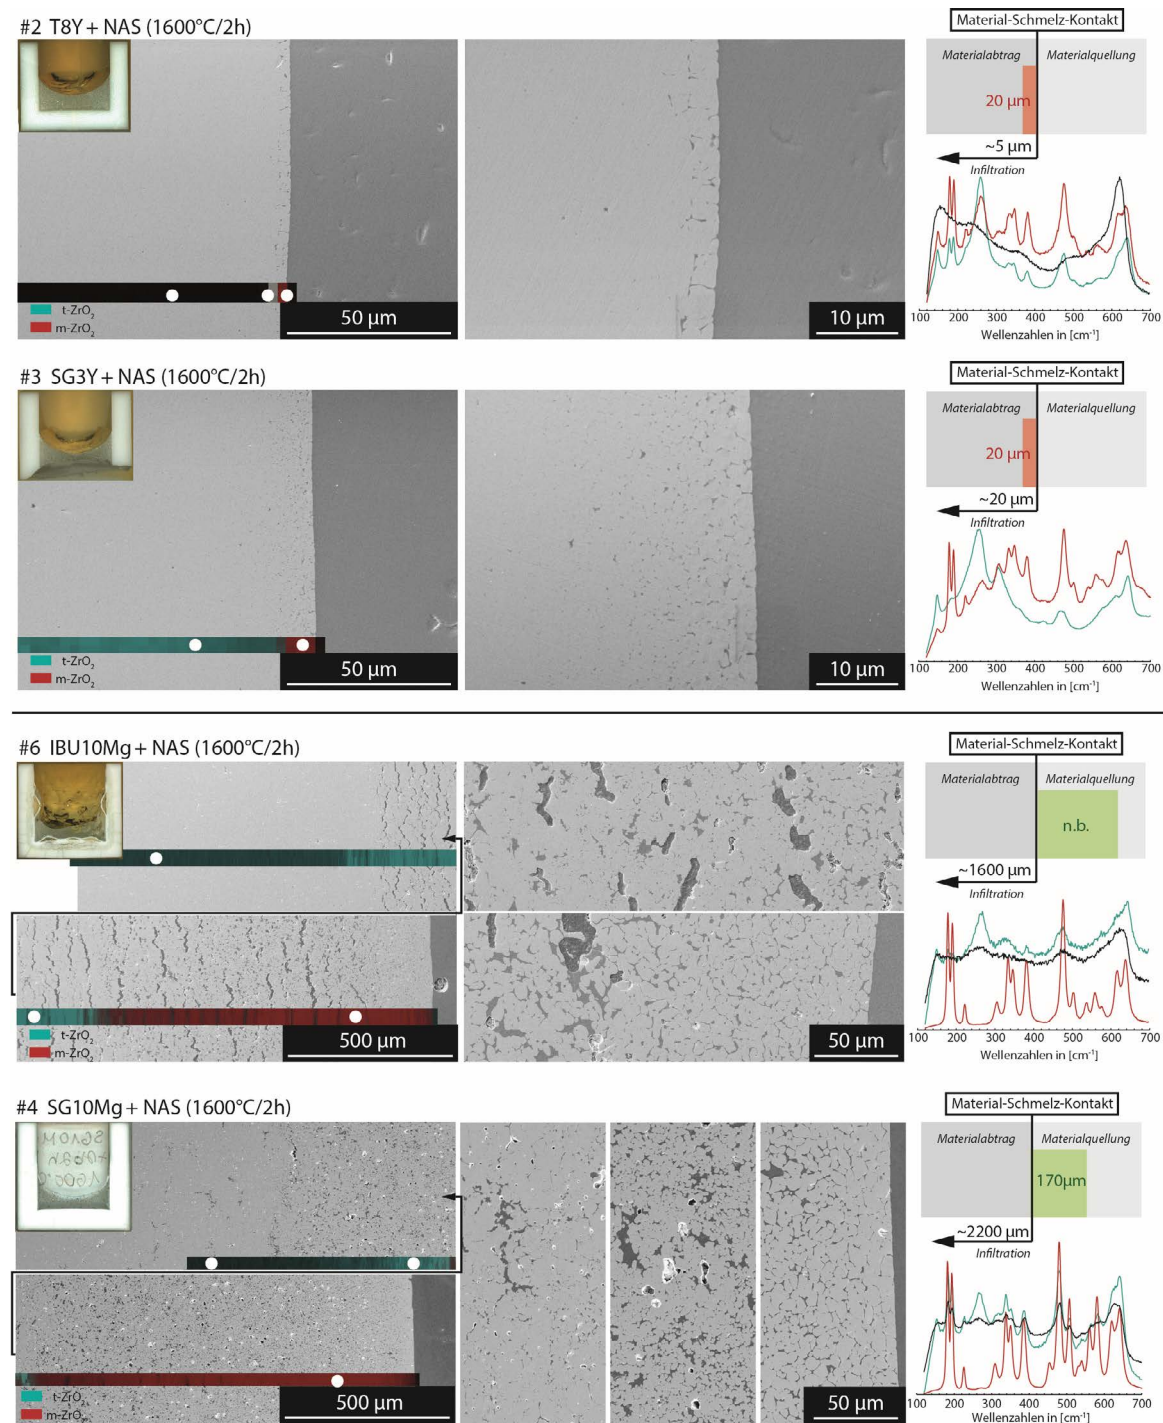 #2 T8Y + NAS (1600°C/2h)
t-ZrO₂
m-ZrO₂
50 µm
10 µm
Material-Schmelz-Kontakt
Materialabtrag
Materialquellung
20 µm
~5 µm
Infiltration
100 200 300 400 500 600 700
Wellenzahlen in [cm⁻¹]
#3 SG3Y + NAS (1600°C/2h)
t-ZrO₂
m-ZrO₂
50 µm
10 µm
Material-Schmelz-Kontakt
Materialabtrag
Materialquellung
20 µm
~20 µm
Infiltration
100 200 300 400 500 600 700
Wellenzahlen in [cm⁻¹]
#6 IBU10Mg + NAS (1600°C/2h)
t-ZrO₂
m-ZrO₂
500 µm
50 µm
Material-Schmelz-Kontakt
Materialabtrag
Materialquellung
n.b.
~1600 µm
Infiltration
100 200 300 400 500 600 700
Wellenzahlen in [cm⁻¹]
#4 SG10Mg + NAS (1600°C/2h)
t-ZrO₂
m-ZrO₂
500 µm
50 µm
Material-Schmelz-Kontakt
Materialabtrag
Materialquellung
170µm
~2200 µm
Infiltration
100 200 300 400 500 600 700
Wellenzahlen in [cm⁻¹]